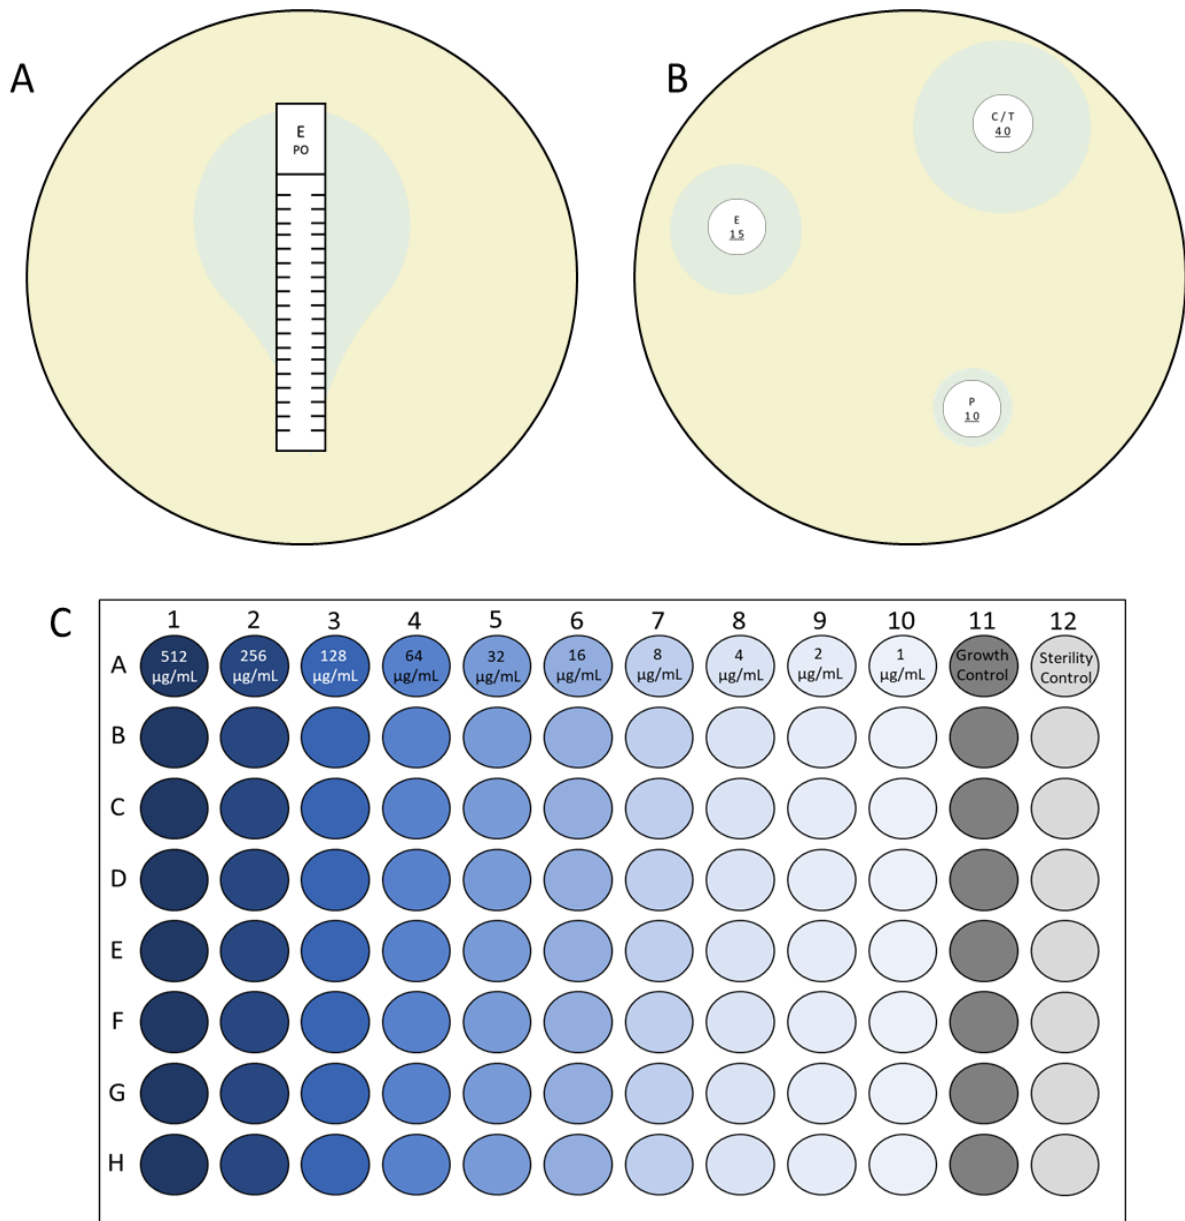 A
E
PO
B
C / T
40
E
15
P
10
C
1 2 3 4 5 6 7 8 9 10 11 12
A
512
µg/mL
256
µg/mL
128
µg/mL
64
µg/mL
32
µg/mL
16
µg/mL
8
µg/mL
4
µg/mL
2
µg/mL
1
µg/mL
Growth
Control
Sterility
Control
B
C
D
E
F
G
H